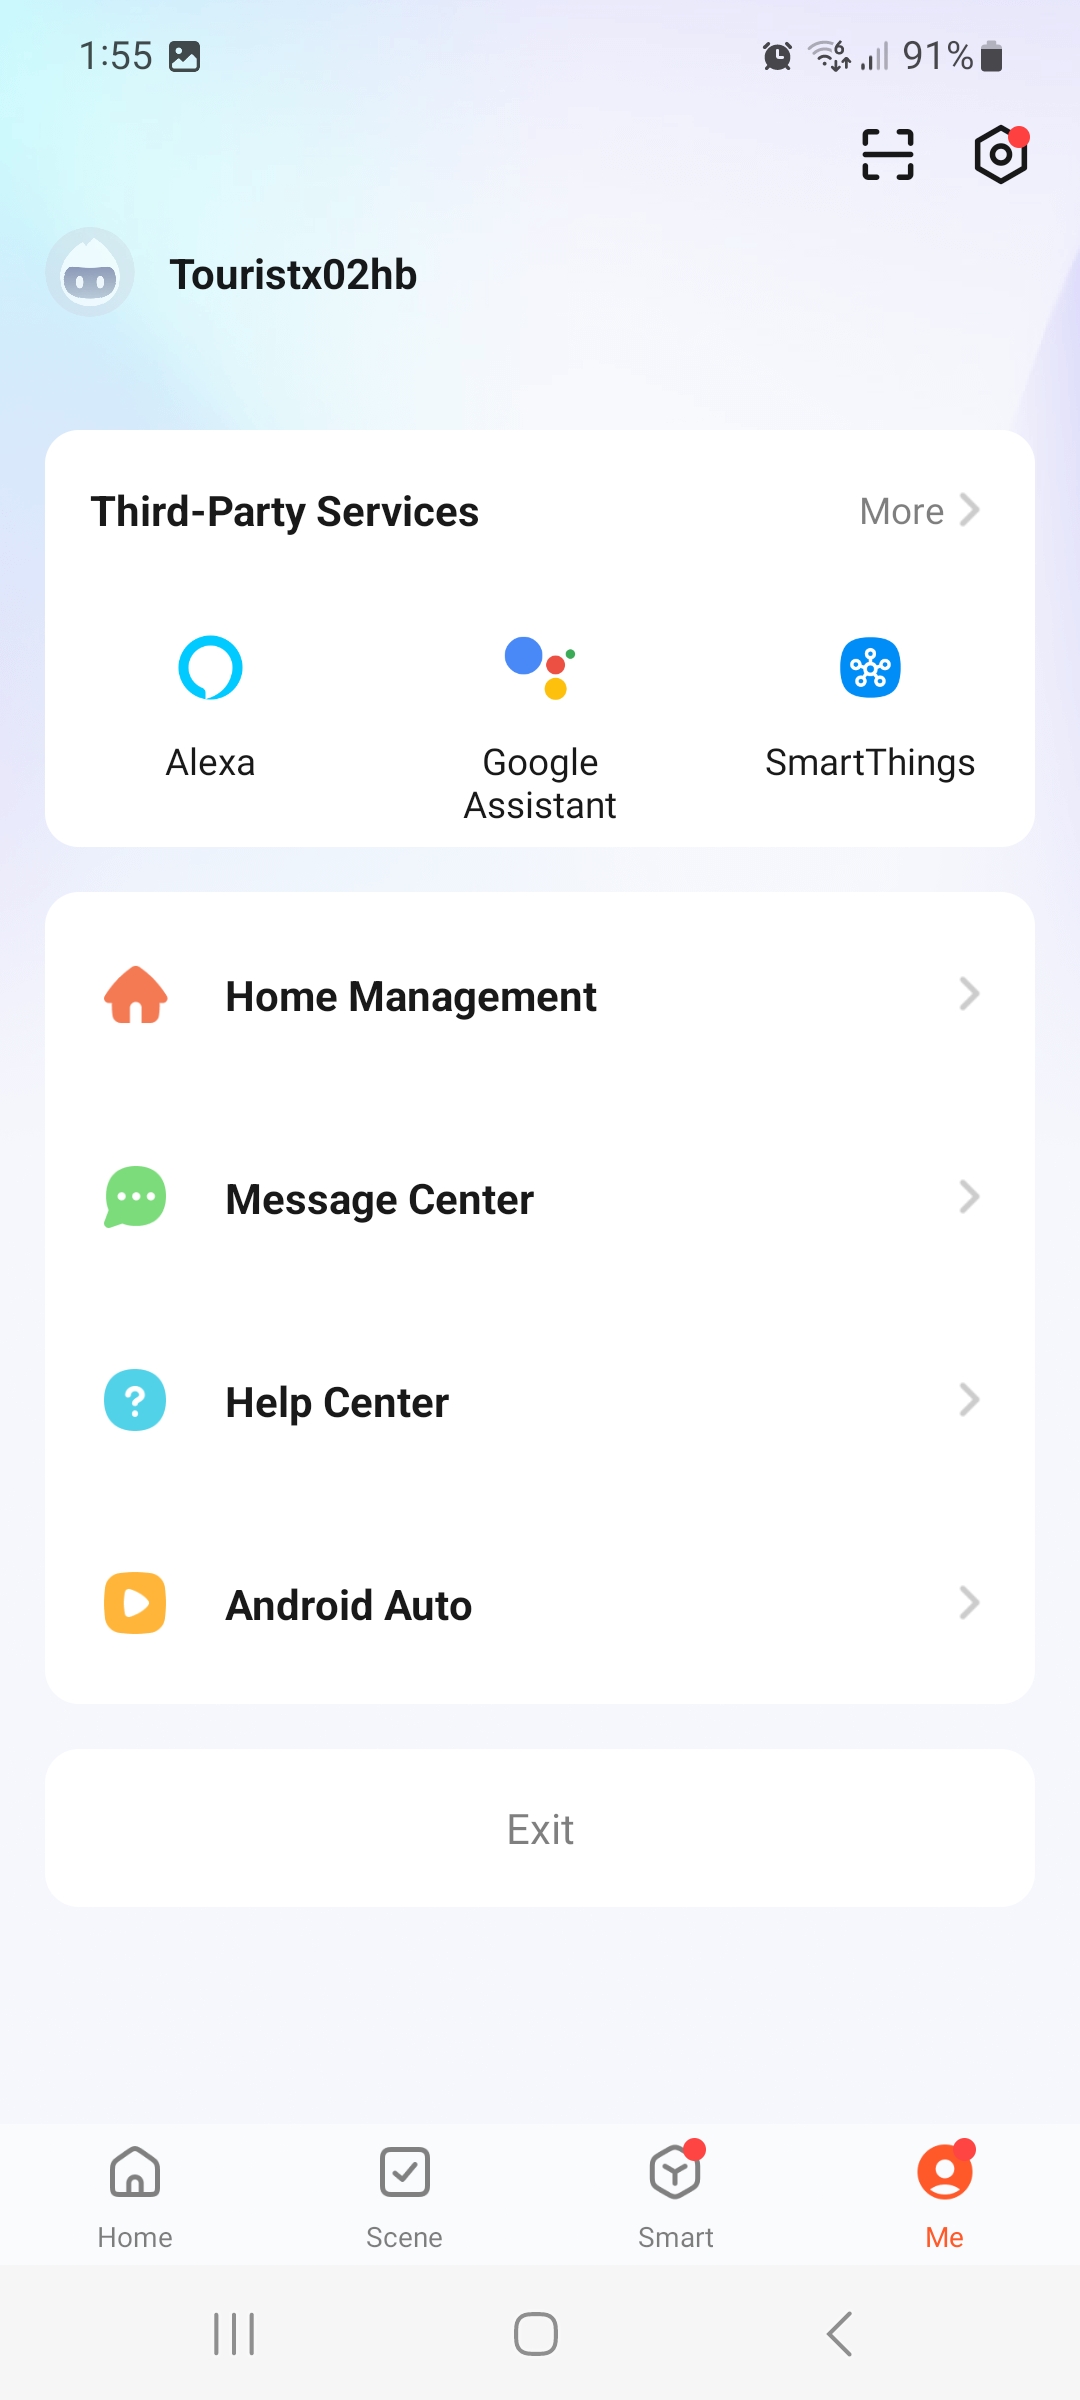 1:55
91%
Touristx02hb
Third-Party Services
More
Alexa
Google
Assistant
SmartThings
Home Management
Message Center
Help Center
Android Auto
Exit
Home
Scene
Smart
Me